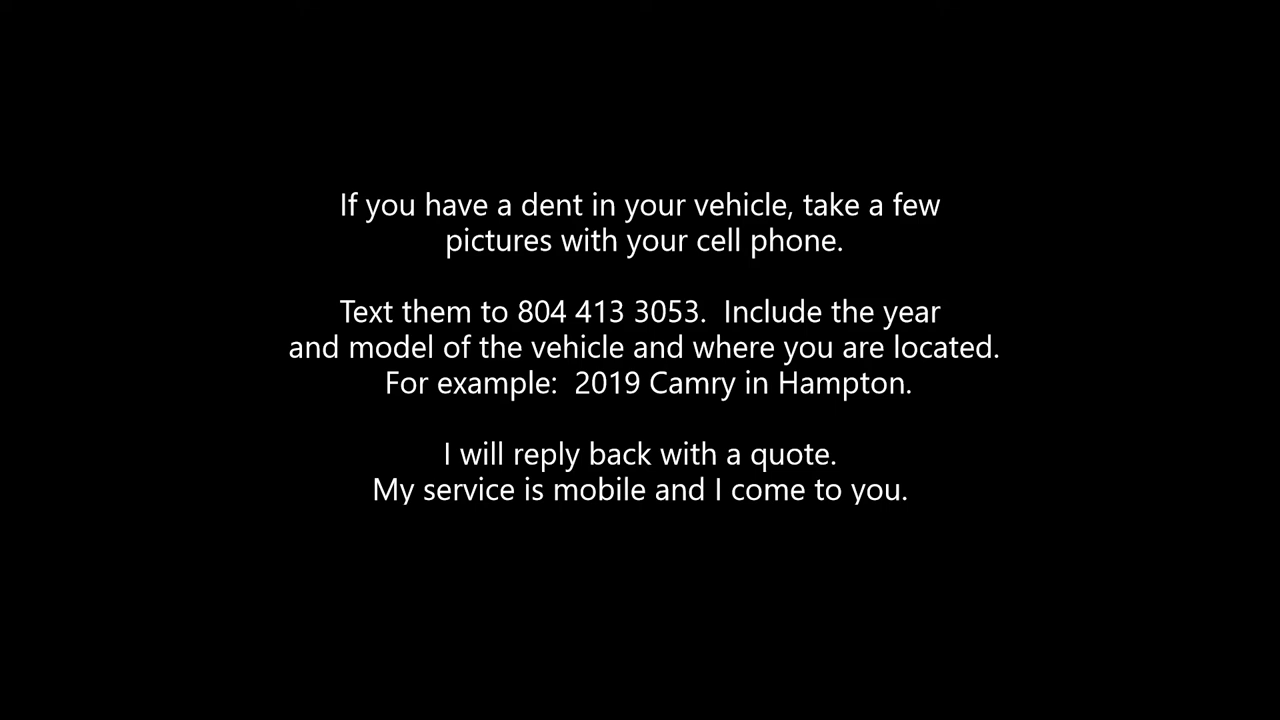 If you have a dent in your vehicle, take a few
pictures with your cell phone.
Text them to 804 413 3053.  Include the year
and model of the vehicle and where you are located.
For example:  2019 Camry in Hampton.
I will reply back with a quote.
My service is mobile and I come to you.